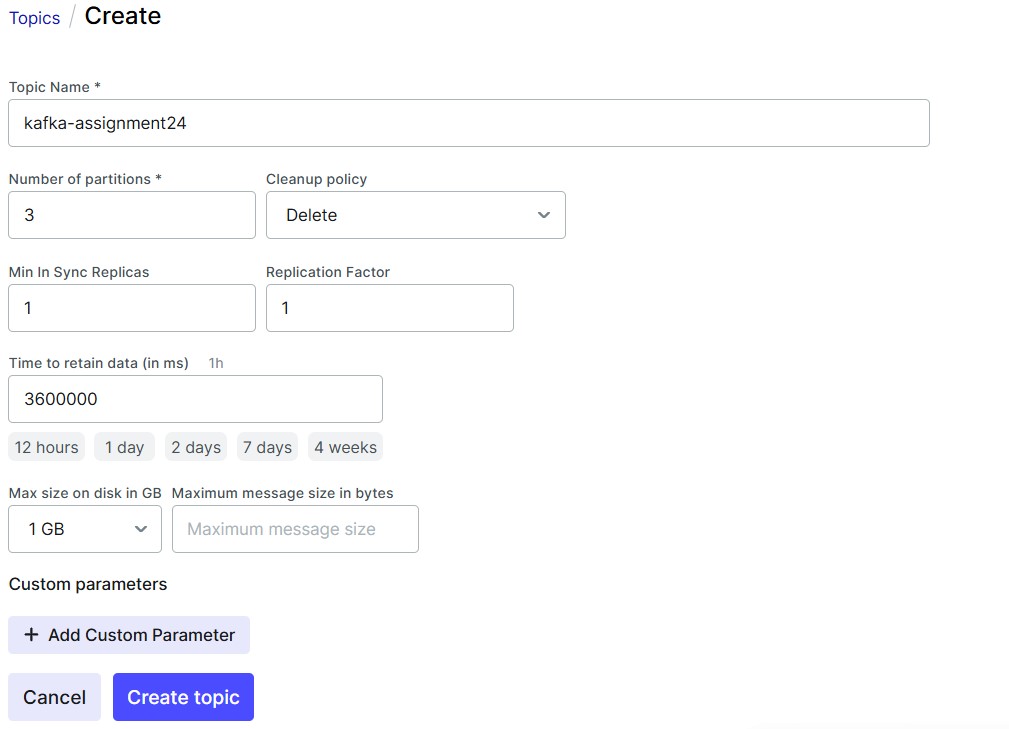 Topics / Create
Topic Name *
kafka-assignment24
Number of partitions * Cleanup policy
3 Delete
Min In Sync Replicas Replication Factor
1 1
Time to retain data (in ms) 1h
3600000
12 hours 1 day 2 days 7 days 4 weeks
Max size on disk in GB Maximum message size in bytes
1 GB Maximum message size
Custom parameters
+ Add Custom Parameter
Cancel Create topic